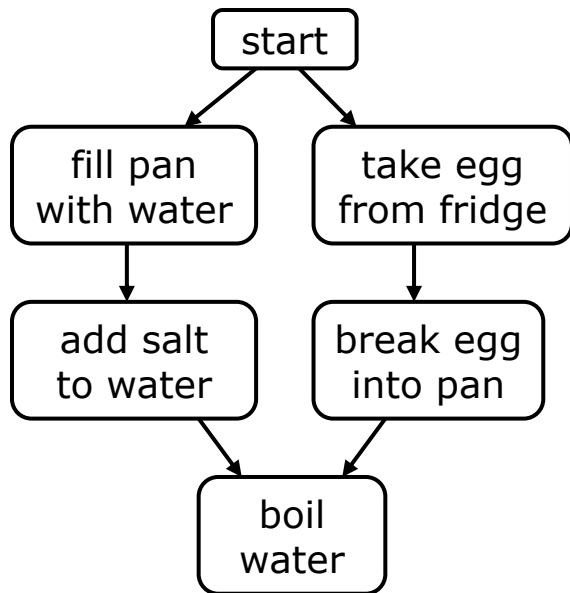 start
fill pan
with water
take egg
from fridge
add salt
to water
break egg
into pan
boil
water